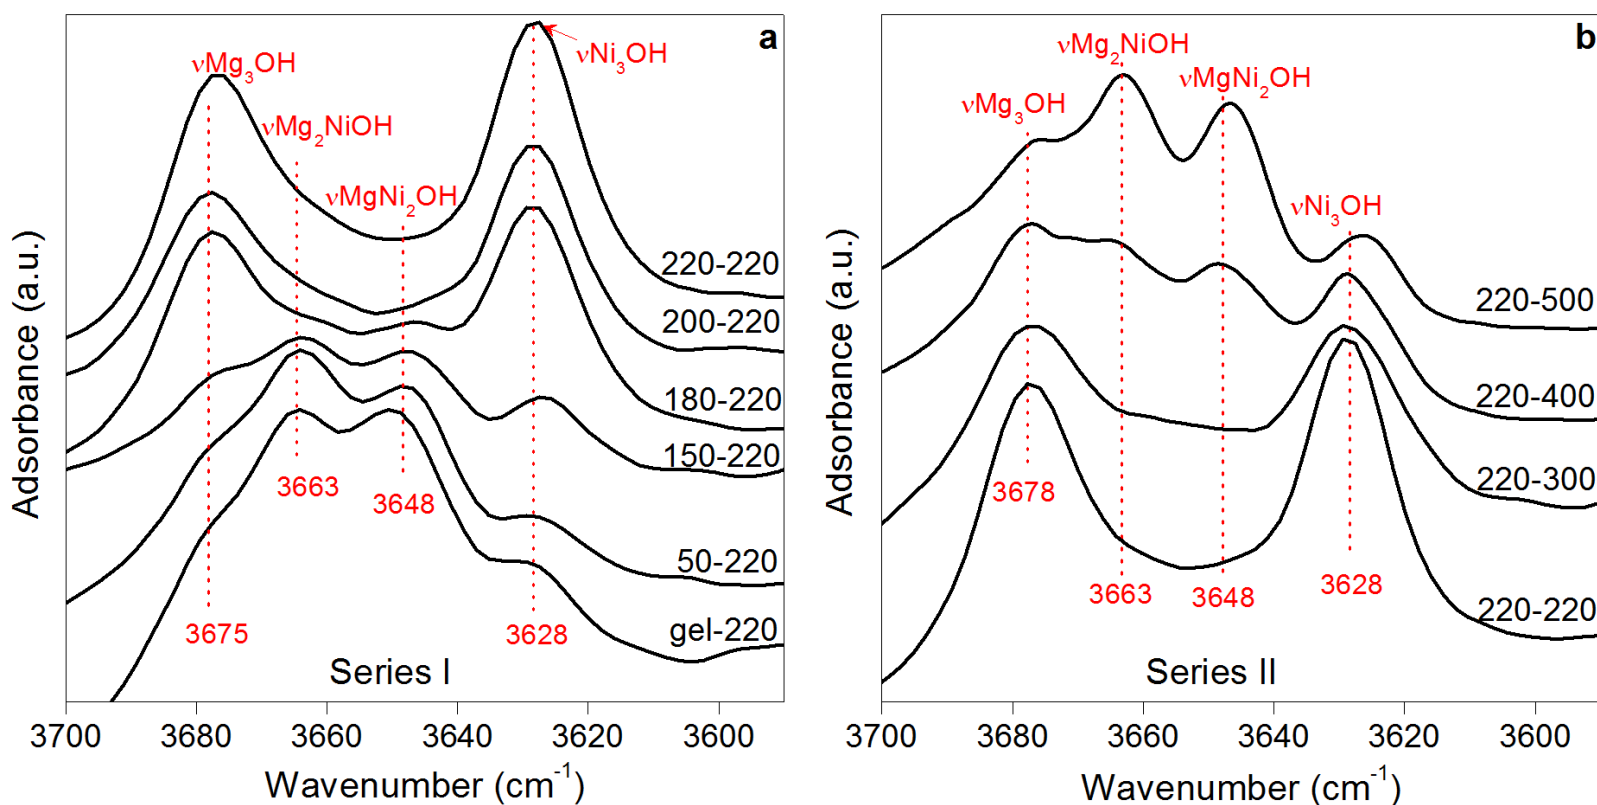 a
νMg₃OH
νMg₂NiOH
νMgNi₂OH
νNi₃OH
220-220
200-220
180-220
150-220
50-220
gel-220
3675
3663
3648
3628
Series I
Adsorbance (a.u.)
3700 3680 3660 3640 3620 3600
Wavenumber (cm⁻¹)
b
νMg₂NiOH
νMgNi₂OH
νMg₃OH
νNi₃OH
220-500
220-400
220-300
220-220
3678
3663
3648
3628
Series II
Adsorbance (a.u.)
3700 3680 3660 3640 3620 3600
Wavenumber (cm⁻¹)